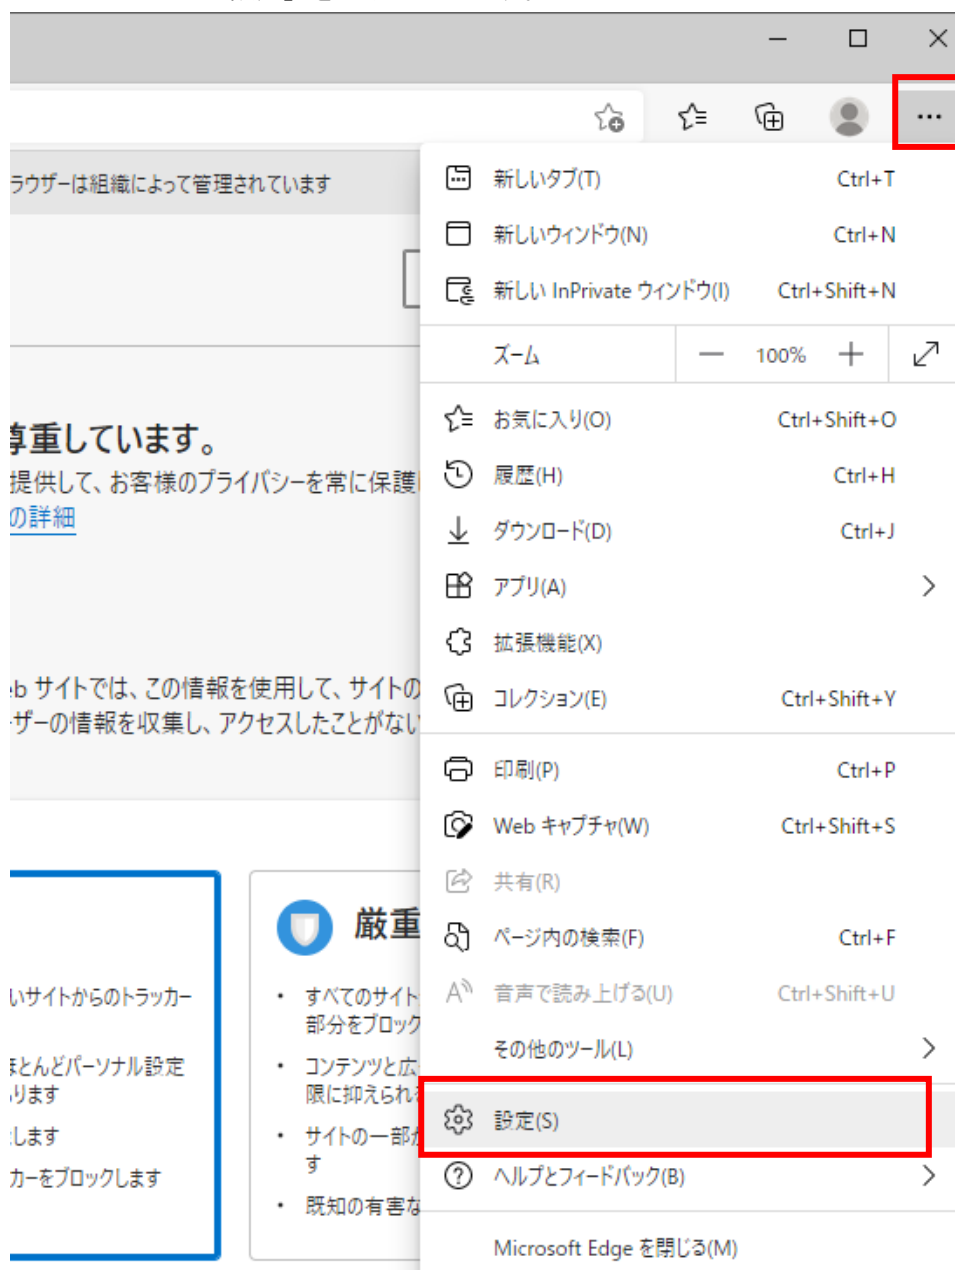 ラウザーは組織によって管理されています
新しいタブ(T) Ctrl+T
新しいウィンドウ(N) Ctrl+N
新しい InPrivate ウィンドウ(I) Ctrl+Shift+N
ズーム 100%
お気に入り(O) Ctrl+Shift+O
履歴(H) Ctrl+H
ダウンロード(D) Ctrl+J
アプリ(A)
拡張機能(X)
コレクション(E) Ctrl+Shift+Y
印刷(P) Ctrl+P
Web キャプチャ(W) Ctrl+Shift+S
共有(R)
ページ内の検索(F) Ctrl+F
音声で読み上げる(U) Ctrl+Shift+U
その他のツール(L)
設定(S)
ヘルプとフィードバック(B)
Microsoft Edge を閉じる(M)
尊重しています。
提供して、お客様のプライバシーを常に保護
の詳細
eb サイトでは、この情報を使用して、サイトの
ーザーの情報を収集し、アクセスしたことがない
いサイトからのトラッカー
ほとんどパーソナル設定
ります
します
カーをブロックします
厳重
• すべてのサイト
部分をブロック
• コンテンツと広
限に抑えられ
• サイトの一部
す
• 既知の有害な